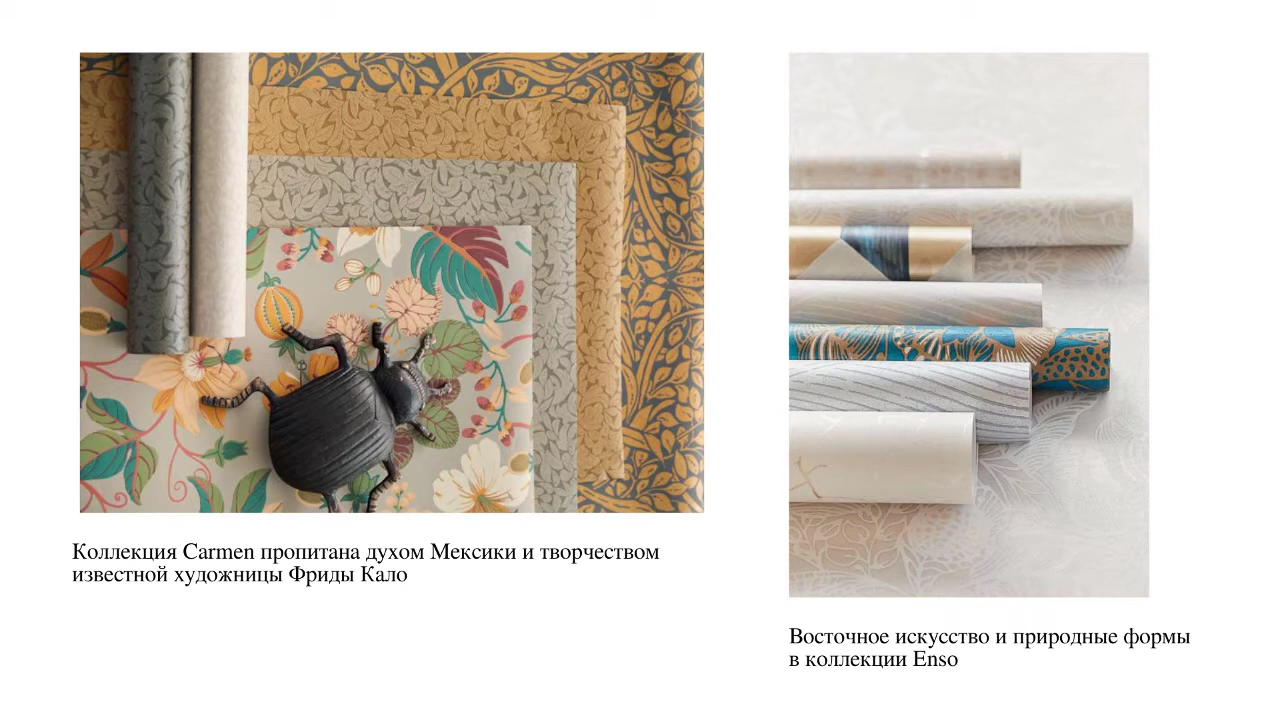 Коллекция Carmen пропитана духом Мексики и творчеством
известной художницы Фриды Кало
Восточное искусство и природные формы
в коллекции Enso